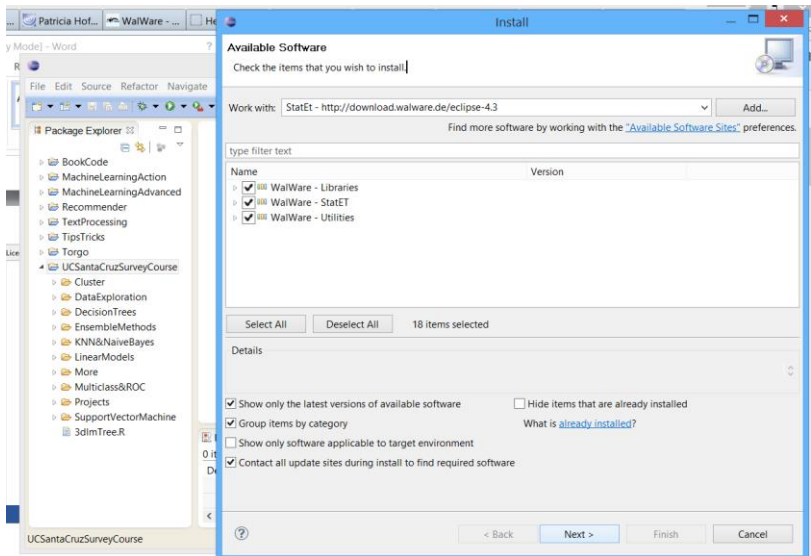 ... Patricia Hof... WalWare - ... He
Install
y Mode] - Word ?
File Edit Source Refactor Navigate
Package Explorer
BookCode
MachineLearningAction
MachineLearningAdvanced
Recommender
TextProcessing
TipsTricks
Torgo
UCSantaCruzSurveyCourse
Cluster
DataExploration
DecisionTrees
EnsembleMethods
KNN&NaiveBayes
LinearModels
More
Multiclass&ROC
Projects
SupportVectorMachine
3dImTree.R
Lice
0 it
De
UCSantaCruzSurveyCourse
Available Software
Check the items that you wish to install.
Work with: StatEt - http://download.walware.de/eclipse-4.3 Add...
Find more software by working with the "Available Software Sites" preferences.
type filter text
Name Version
WalWare - Libraries
WalWare - StatET
WalWare - Utilities
Select All Deselect All 18 items selected
Details
Show only the latest versions of available software Hide items that are already installed
Group items by category What is already installed?
Show only software applicable to target environment
Contact all update sites during install to find required software
? < Back Next > Finish Cancel